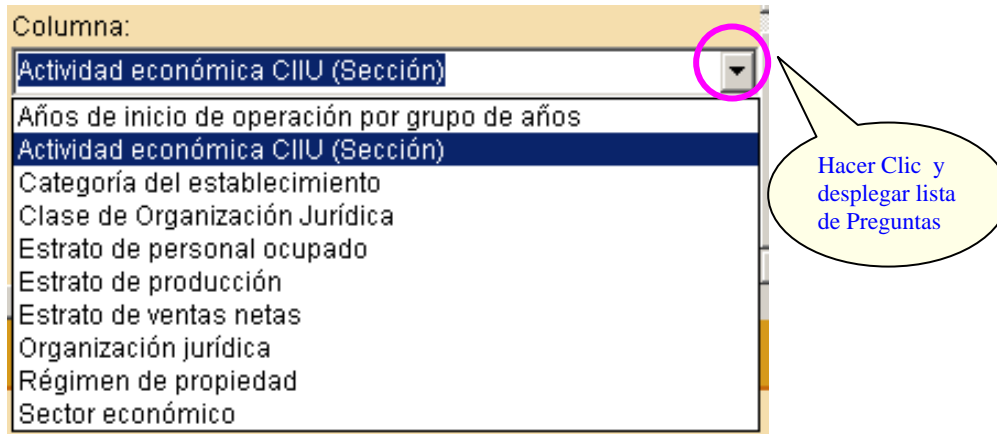 Columna:
Actividad económica CIIU (Sección)
Años de inicio de operación por grupo de años
Actividad económica CIIU (Sección)
Categoría del establecimiento
Clase de Organización Jurídica
Estrato de personal ocupado
Estrato de producción
Estrato de ventas netas
Organización jurídica
Régimen de propiedad
Sector económico
Hacer Clic y
desplegar lista
de Preguntas